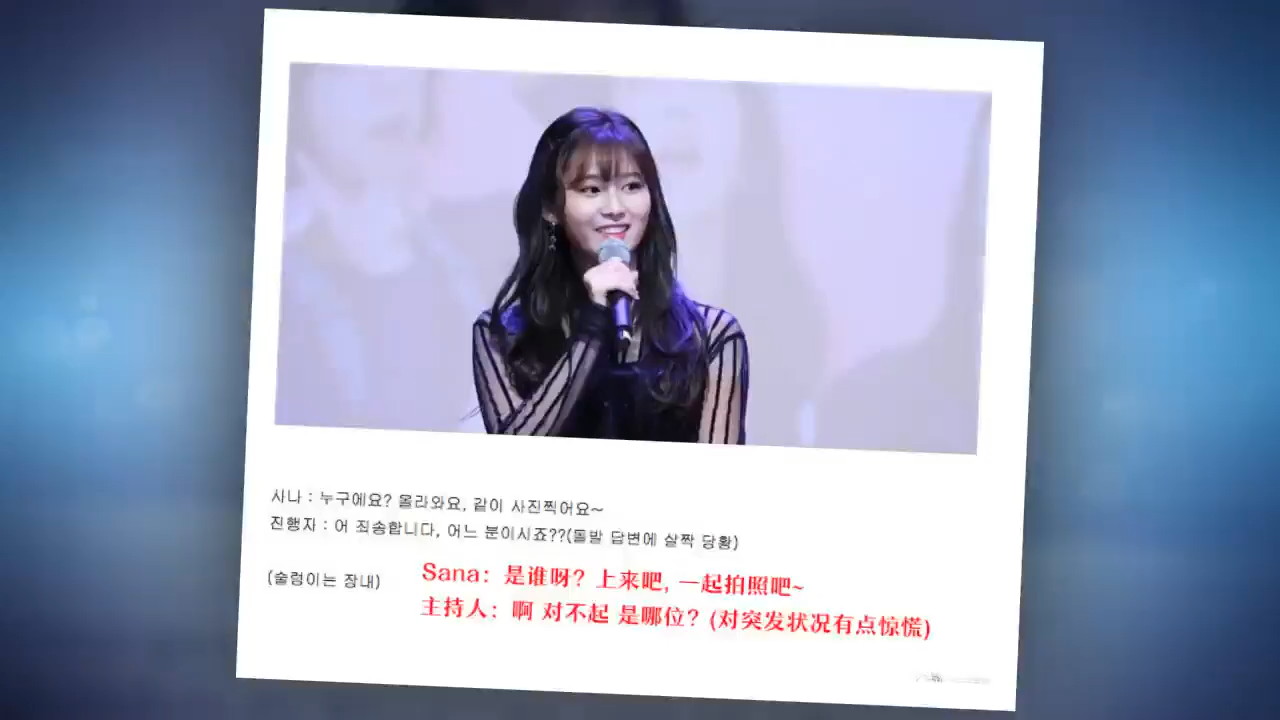 사나 : 누구에요? 올라와요, 같이 사진찍어요~
진행자 : 어 죄송합니다, 어느 분이시죠??(돌발 답변에 살짝 당황)
(술렁이는 장내)
Sana：是谁呀？上来吧, 一起拍照吧~
主持人：啊 对不起 是哪位？(对突发状况有点惊慌)